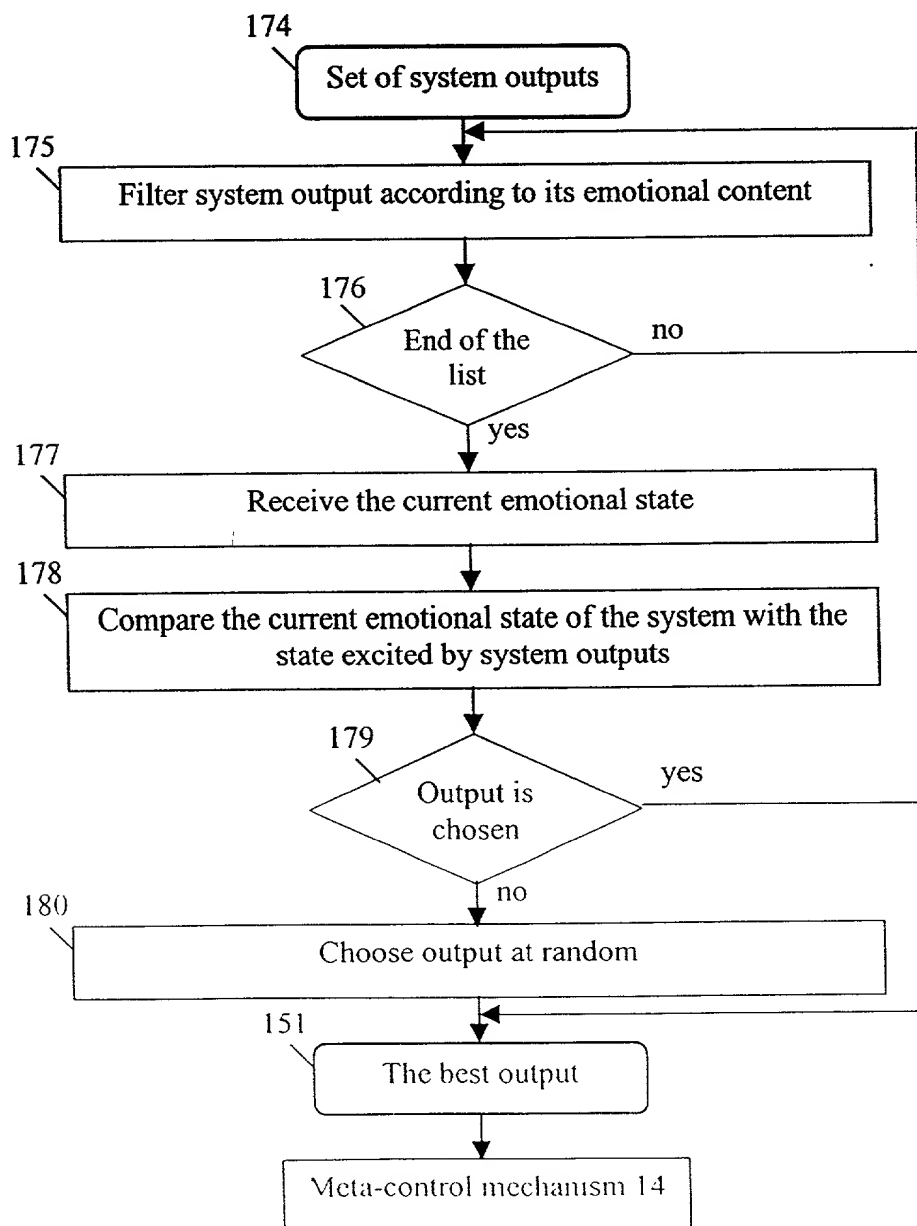 174
Set of system outputs
175
Filter system output according to its emotional content
176
End of the
list
no
yes
177
Receive the current emotional state
178
Compare the current emotional state of the system with the
state excited by system outputs
179
Output is
chosen
yes
no
180
Choose output at random
151
The best output
Meta-control mechanism 14